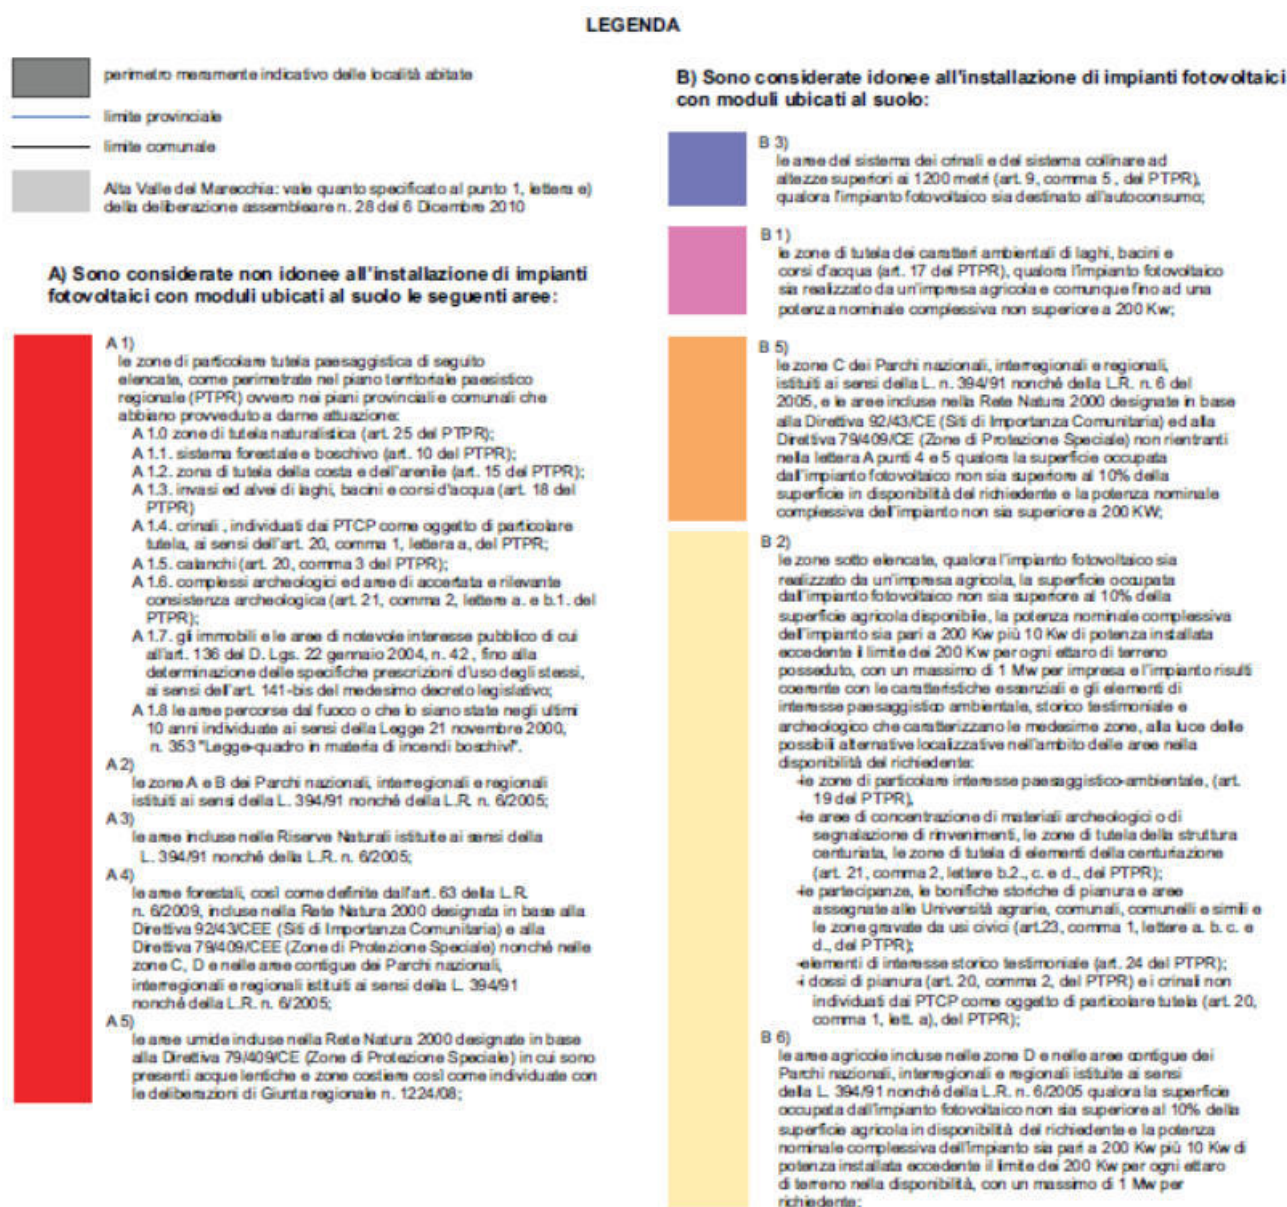 LEGENDA
perimetro meramente indicativo delle località abitate
limite provinciale
limite comunale
Alta Valle del Marecchia: vale quanto specificato al punto 1, lettera e)
della deliberazione assembleare n. 28 del 6 Dicembre 2010
A) Sono considerate non idonee all'installazione di impianti
fotovoltaici con moduli ubicati al suolo le seguenti aree:
A 1)
le zone di particolare tutela paesaggistica di seguito
elencate, come perimetrate nel piano territoriale paesistico
regionale (PTPR) ovvero nei piani provinciali e comunali che
abbiano provveduto a darne attuazione:
A 1.0 zone di tutela naturalistica (art. 25 del PTPR);
A 1.1. sistema forestale e boschivo (art. 10 del PTPR);
A 1.2. zona di tutela della costa e dell'arenile (art. 15 del PTPR);
A 1.3. invasi ed alvei di laghi, bacini e corsi d'acqua (art. 18 del
PTPR)
A 1.4. crinali , individuati dai PTCP come oggetto di particolare
tutela, ai sensi dell'art. 20, comma 1, lettera a, del PTPR;
A 1.5. calanchi (art. 20, comma 3 del PTPR);
A 1.6. complessi archeologici ed aree di accertata e rilevante
consistenza archeologica (art. 21, comma 2, lettere a. e b.1. del
PTPR);
A 1.7. gli immobili e le aree di notevole interesse pubblico di cui
all'art. 136 del D. Lgs. 22 gennaio 2004, n. 42 , fino alla
determinazione delle specifiche prescrizioni d'uso degli stessi,
ai sensi dell'art. 141-bis del medesimo decreto legislativo;
A 1.8 le aree percorse dal fuoco o che lo siano state negli ultimi
10 anni individuate ai sensi della Legge 21 novembre 2000,
n. 353 "Legge-quadro in materia di incendi boschivi".
A 2)
le zone A e B dei Parchi nazionali, interregionali e regionali
istituiti ai sensi della L. 394/91 nonché della L.R. n. 6/2005;
A 3)
le aree incluse nelle Riserve Naturali istituite ai sensi della
L. 394/91 nonché della L.R. n. 6/2005;
A 4)
le aree forestali, così come definite dall'art. 63 della L.R.
n. 6/2009, incluse nella Rete Natura 2000 designata in base alla
Direttiva 92/43/CEE (Siti di Importanza Comunitaria) e alla
Direttiva 79/409/CEE (Zone di Protezione Speciale) nonché nelle
zone C, D e nelle aree contigue dei Parchi nazionali,
interregionali e regionali istituiti ai sensi della L. 394/91
nonché della L.R. n. 6/2005;
A 5)
le aree umide incluse nella Rete Natura 2000 designate in base
alla Direttiva 79/409/CE (Zone di Protezione Speciale) in cui sono
presenti acque lentiche e zone costiere così come individuate con
le deliberazioni di Giunta regionale n. 1224/08;
B) Sono considerate idonee all'installazione di impianti fotovoltaici
con moduli ubicati al suolo:
B 3)
le aree del sistema dei crinali e del sistema collinare ad
altezze superiori ai 1200 metri (art. 9, comma 5 , del PTPR),
qualora l'impianto fotovoltaico sia destinato all'autoconsumo;
B 1)
le zone di tutela dei caratteri ambientali di laghi, bacini e
corsi d'acqua (art. 17 del PTPR), qualora l'impianto fotovoltaico
sia realizzato da un'impresa agricola e comunque fino ad una
potenza nominale complessiva non superiore a 200 Kw;
B 5)
le zone C dei Parchi nazionali, interregionali e regionali,
istituiti ai sensi della L. n. 394/91 nonché della L.R. n. 6 del
2005, e le aree incluse nella Rete Natura 2000 designate in base
alla Direttiva 92/43/CE (Siti di Importanza Comunitaria) ed alla
Direttiva 79/409/CE (Zone di Protezione Speciale) non rientranti
nella lettera A punti 4 e 5 qualora la superficie occupata
dall'impianto fotovoltaico non sia superiore al 10% della
superficie in disponibilità del richiedente e la potenza nominale
complessiva dell'impianto non sia superiore a 200 KW;
B 2)
le zone sotto elencate, qualora l'impianto fotovoltaico sia
realizzato da un'impresa agricola, la superficie occupata
dall'impianto fotovoltaico non sia superiore al 10% della
superficie agricola disponibile, la potenza nominale complessiva
dell'impianto sia pari a 200 Kw più 10 Kw di potenza installata
eccedente il limite dei 200 Kw per ogni ettaro di terreno
posseduto, con un massimo di 1 Mw per impresa e l'impianto risulti
coerente con le caratteristiche essenziali e gli elementi di
interesse paesaggistico ambientale, storico testimoniale e
archeologico che caratterizzano le medesime zone, alla luce delle
possibili alternative localizzative nell'ambito delle aree nella
disponibilità del richiedente:
-le zone di particolare interesse paesaggistico-ambientale, (art.
19 del PTPR),
-le aree di concentrazione di materiali archeologici o di
segnalazione di rinvenimenti, le zone di tutela della struttura
centuriata, le zone di tutela di elementi della centuriazione
(art. 21, comma 2, lettere b.2., c. e d., del PTPR);
-le partecipanze, le bonifiche storiche di pianura e aree
assegnate alle Università agrarie, comunali, comunelli e simili e
le zone gravate da usi civici (art.23, comma 1, lettere a. b. c. e
d., del PTPR);
-elementi di interesse storico testimoniale (art. 24 del PTPR);
-i dossi di pianura (art. 20, comma 2, del PTPR) e i crinali non
individuati dai PTCP come oggetto di particolare tutela (art. 20,
comma 1, lett. a), del PTPR);
B 6)
le aree agricole incluse nelle zone D e nelle aree contigue dei
Parchi nazionali, interregionali e regionali istituite ai sensi
della L. 394/91 nonché della L.R. n. 6/2005 qualora la superficie
occupata dall'impianto fotovoltaico non sia superiore al 10% della
superficie agricola in disponibilità del richiedente e la potenza
nominale complessiva dell'impianto sia pari a 200 Kw più 10 Kw di
potenza installata eccedente il limite dei 200 Kw per ogni ettaro
di terreno nella disponibilità, con un massimo di 1 Mw per
richiedente;